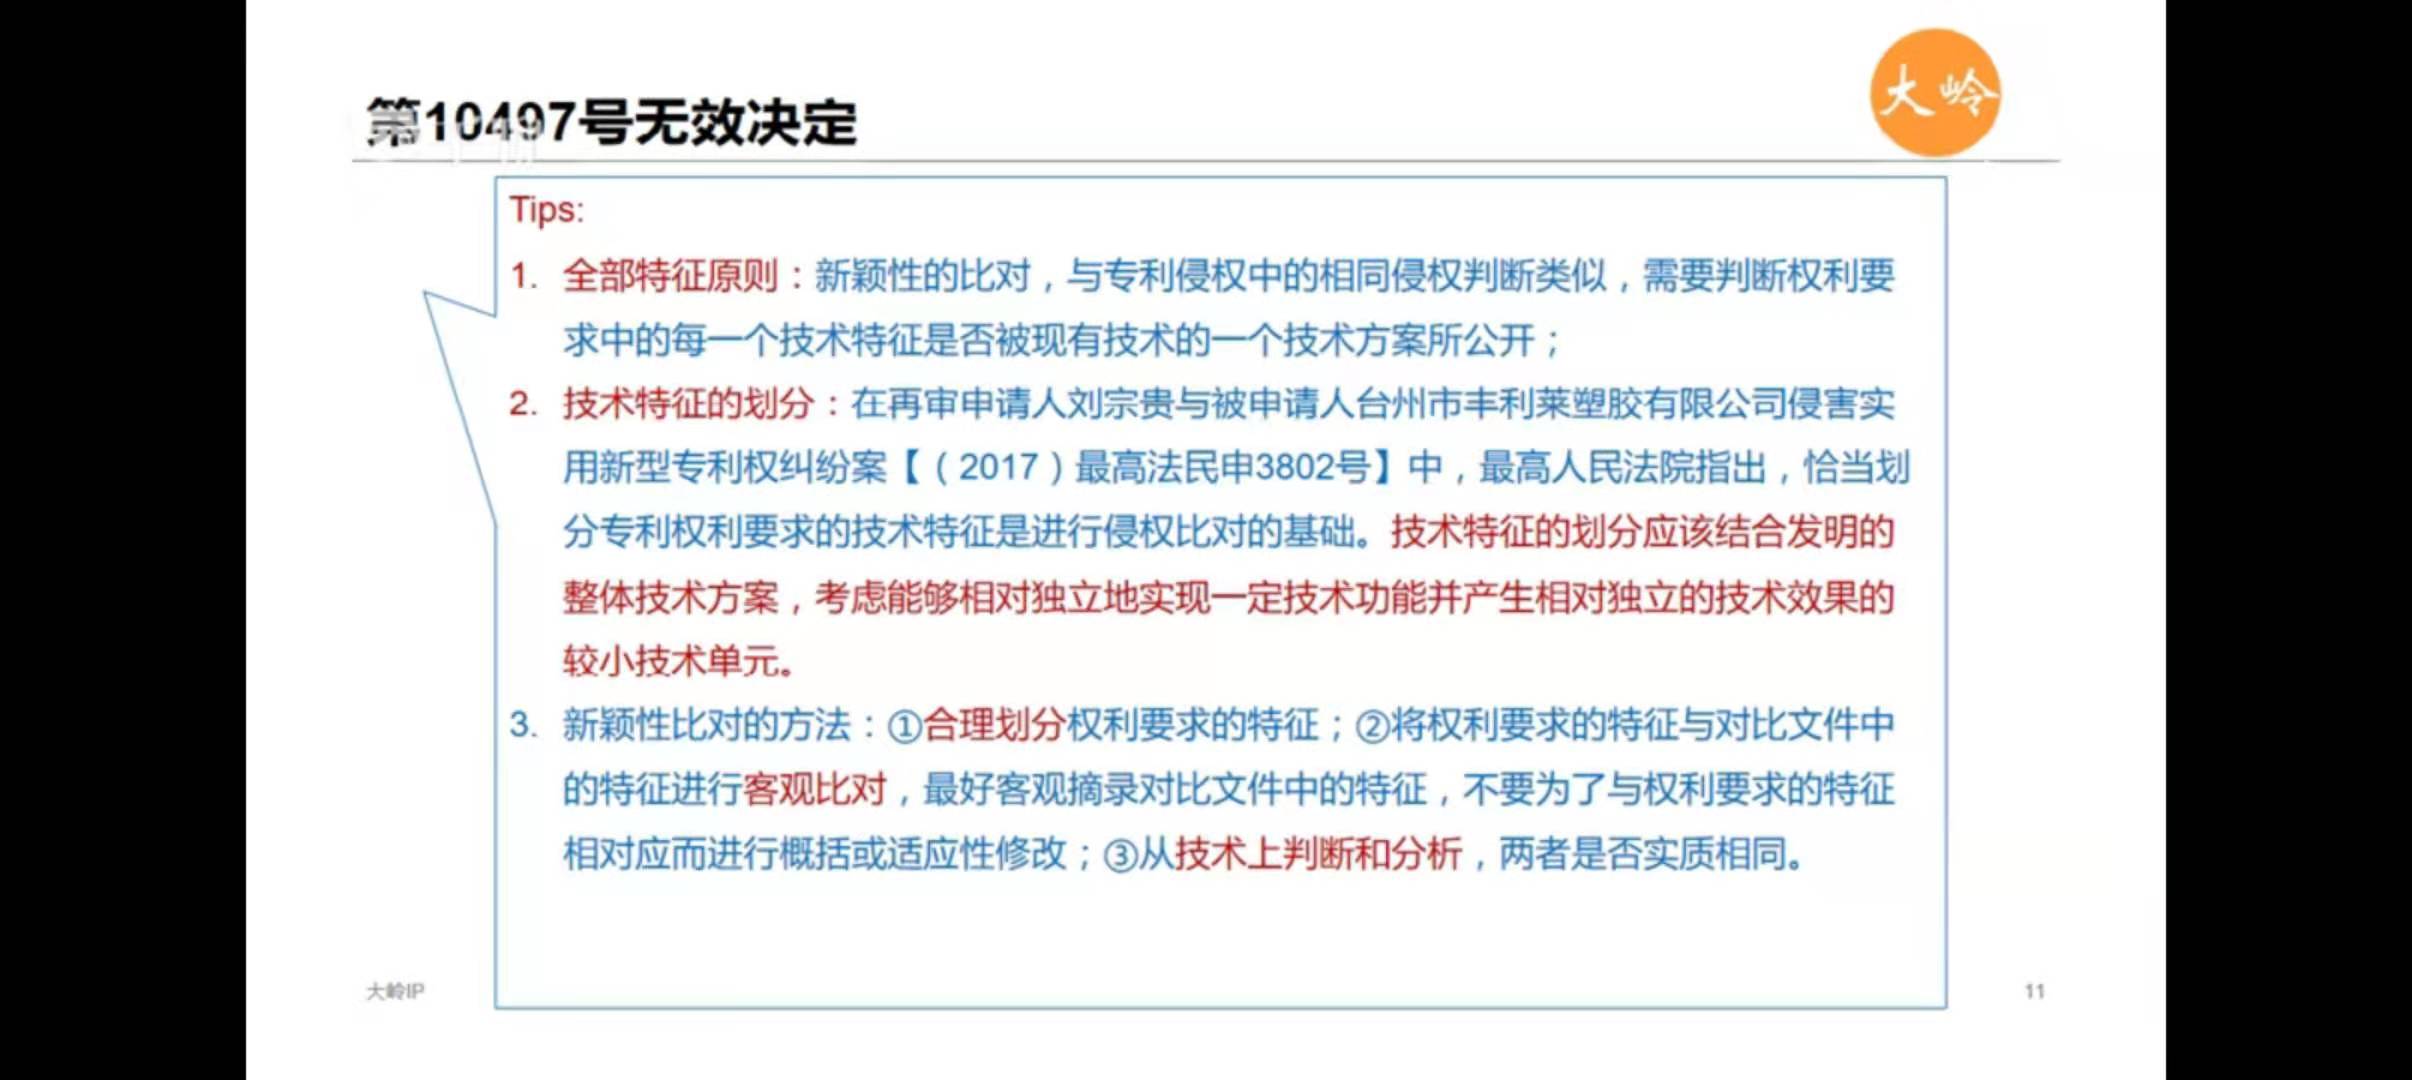 大岭
第10497号无效决定
Tips:
1. 全部特征原则：新颖性的比对，与专利侵权中的相同侵权判断类似，需要判断权利要
求中的每一个技术特征是否被现有技术的一个技术方案所公开；
2. 技术特征的划分：在再审申请人刘宗贵与被申请人台州市丰利莱塑胶有限公司侵害实
用新型专利权纠纷案【（2017）最高法民申3802号】中，最高人民法院指出，恰当划
分专利权利要求的技术特征是进行侵权比对的基础。技术特征的划分应该结合发明的
整体技术方案，考虑能够相对独立地实现一定技术功能并产生相对独立的技术效果的
较小技术单元。
3. 新颖性比对的方法：①合理划分权利要求的特征；②将权利要求的特征与对比文件中
的特征进行客观比对，最好客观摘录对比文件中的特征，不要为了与权利要求的特征
相对应而进行概括或适应性修改；③从技术上判断和分析，两者是否实质相同。
大岭IP
11